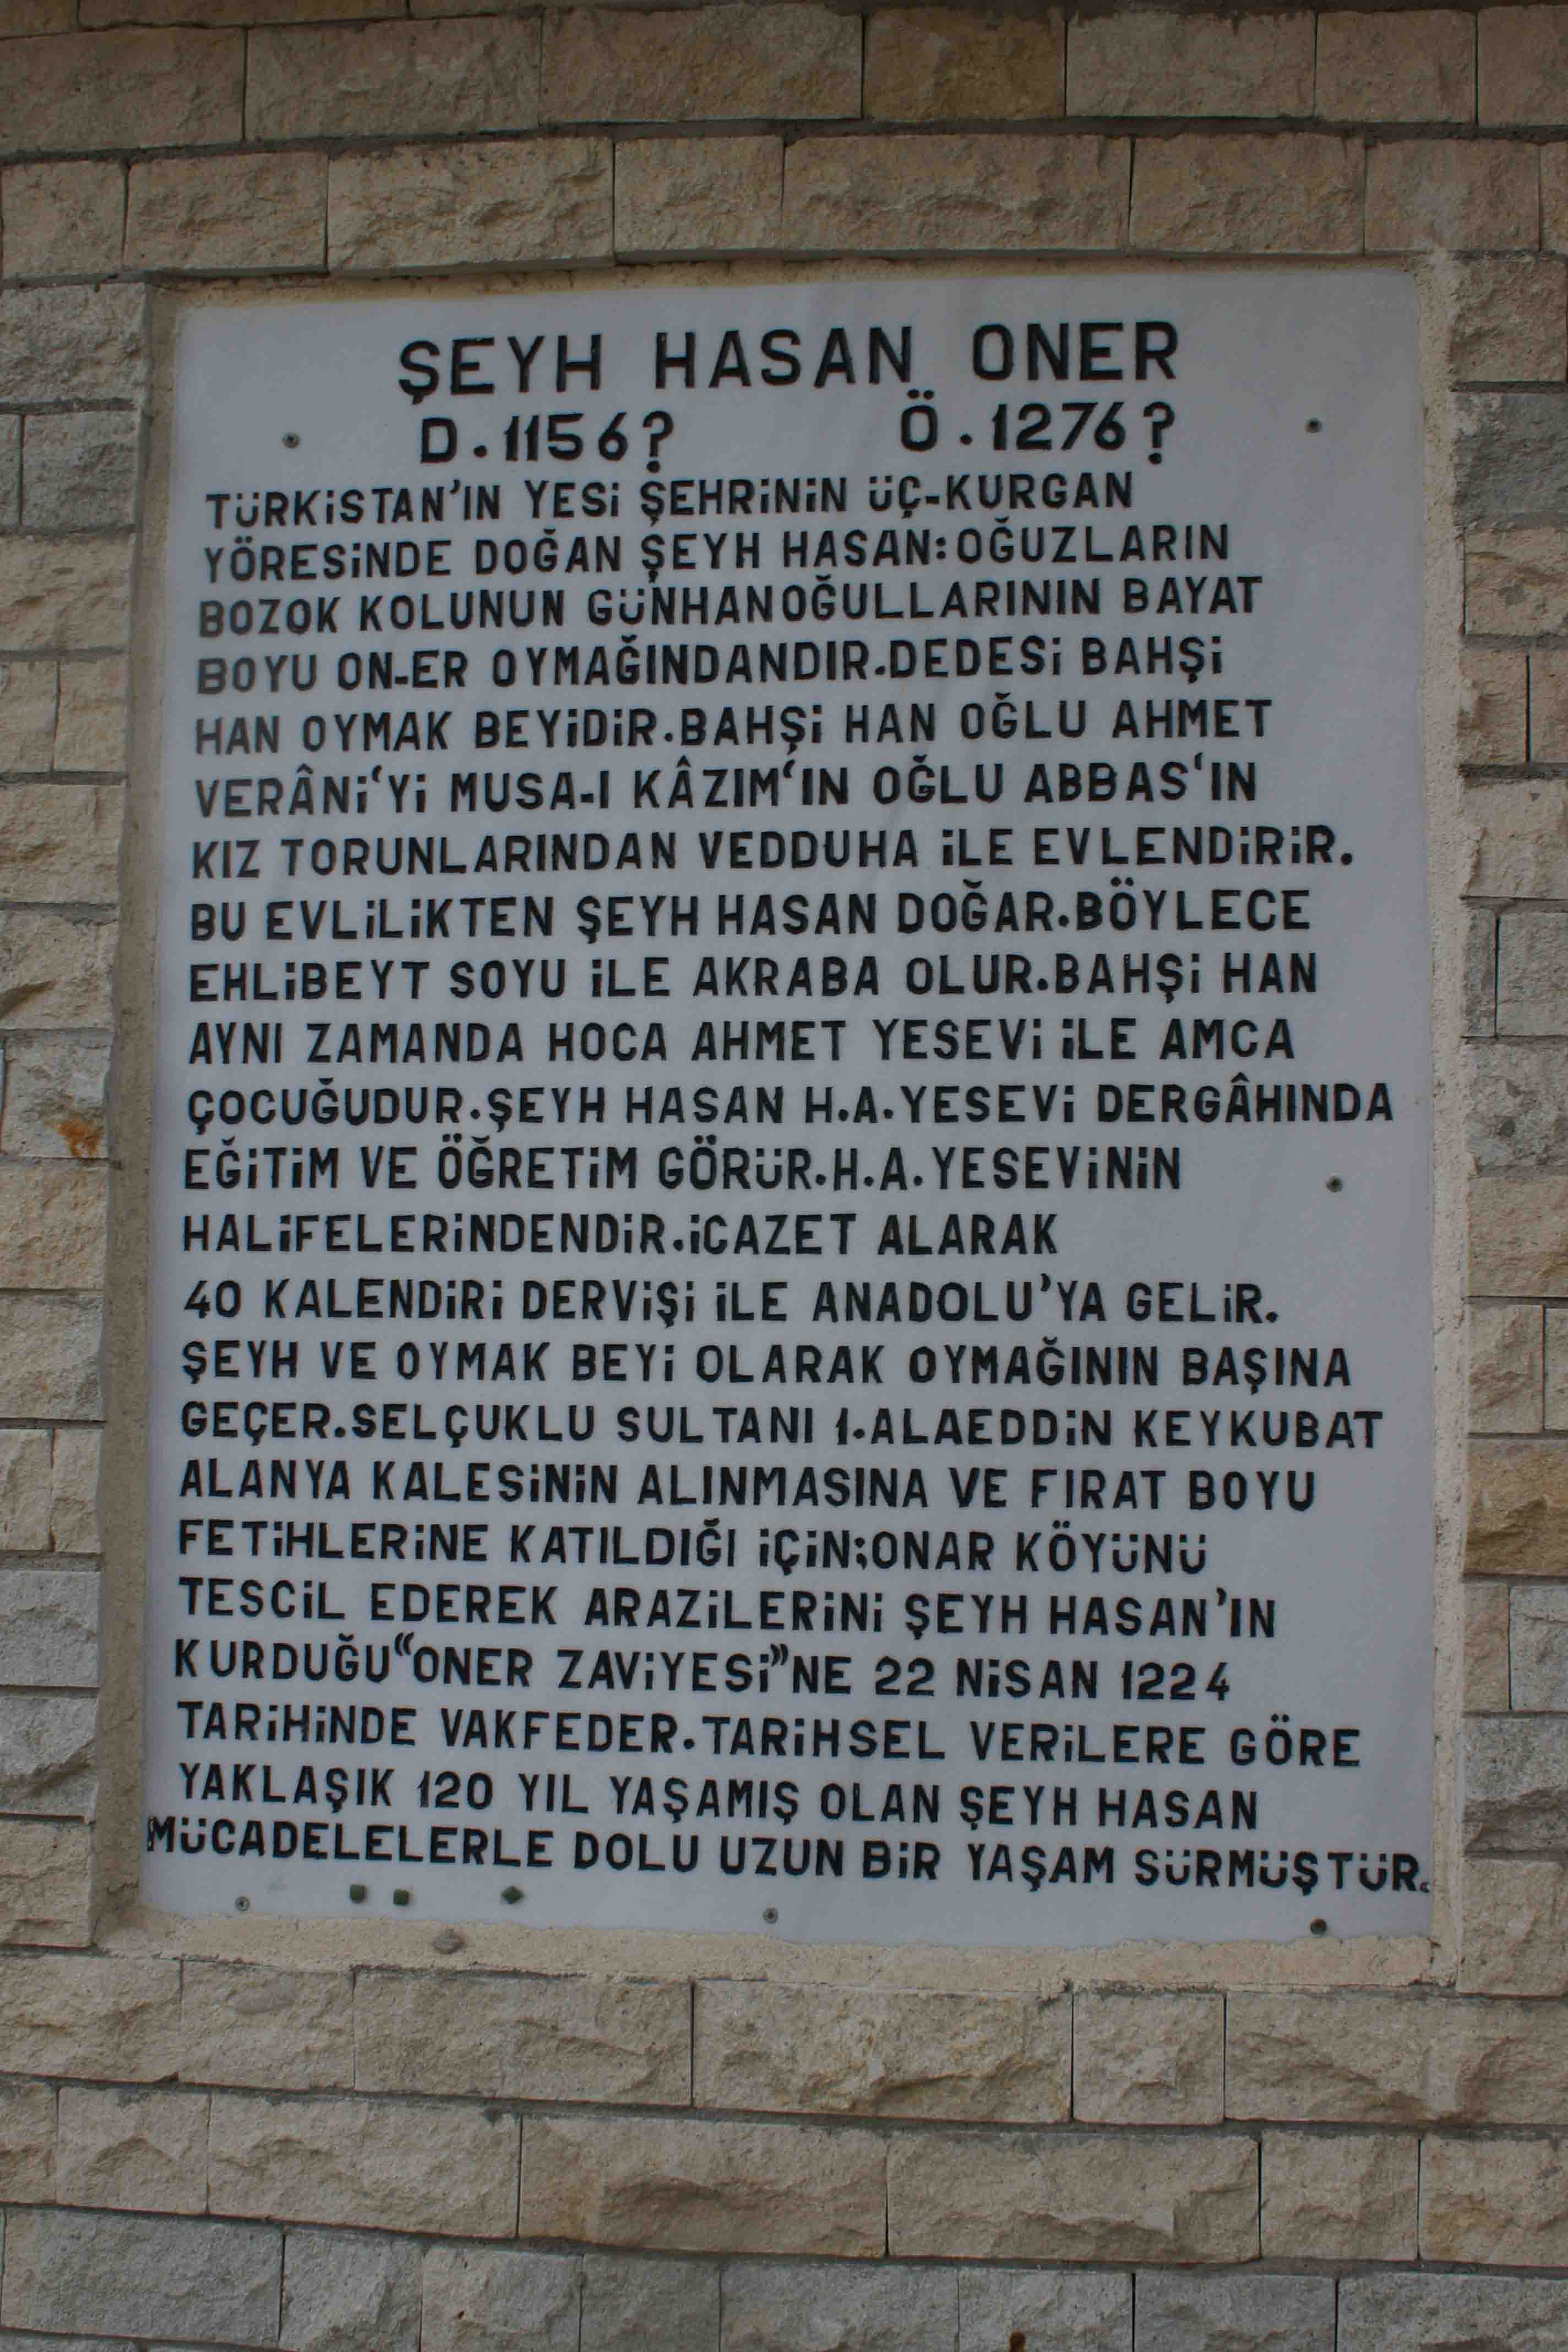 ŞEYH HASAN ONER
D.1156? Ö.1276?
TÜRKİSTAN'IN YESİ ŞEHRİNİN ÜÇ-KURGAN
YÖRESİNDE DOĞAN ŞEYH HASAN:OĞUZLARIN
BOZOK KOLUNUN GÜNHANOĞULLARININ BAYAT
BOYU ON-ER OYMAĞINDANDIR.DEDESİ BAHŞİ
HAN OYMAK BEYİDİR.BAHŞİ HAN OĞLU AHMET
VERÂNİ'Yİ MUSA-I KÂZIM'IN OĞLU ABBAS'IN
KIZ TORUNLARINDAN VEDDUHA İLE EVLENDİRİR.
BU EVLİLİKTEN ŞEYH HASAN DOĞAR.BÖYLECE
EHLİBEYT SOYU İLE AKRABA OLUR.BAHŞİ HAN
AYNI ZAMANDA HOCA AHMET YESEVİ İLE AMCA
ÇOCUĞUDUR.ŞEYH HASAN H.A.YESEVİ DERGÂHINDA
EĞİTİM VE ÖĞRETİM GÖRÜR.H.A.YESEVİNİN
HALİFELERİNDENDİR.İCAZET ALARAK
40 KALENDİRİ DERVİŞİ İLE ANADOLU'YA GELİR.
ŞEYH VE OYMAK BEYİ OLARAK OYMAĞININ BAŞINA
GEÇER.SELÇUKLU SULTANI 1.ALAEDDİN KEYKUBAT
ALANYA KALESİNİN ALINMASINA VE FIRAT BOYU
FETİHLERİNE KATILDIĞI İÇİN;ONAR KÖYÜNÜ
TESCİL EDEREK ARAZİLERİNİ ŞEYH HASAN'IN
KURDUĞU"ONER ZAVİYESİ"NE 22 NİSAN 1224
TARİHİNDE VAKFEDER.TARİHSEL VERİLERE GÖRE
YAKLAŞIK 120 YIL YAŞAMIŞ OLAN ŞEYH HASAN
MÜCADELELERLE DOLU UZUN BİR YAŞAM SÜRMÜŞTÜR.